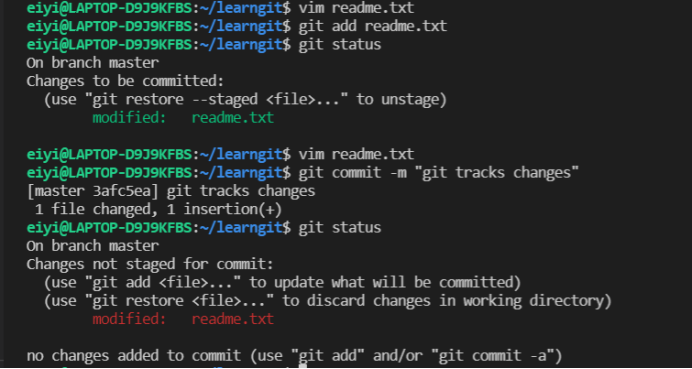 eiyi@LAPTOP-D9J9KFBS:~/learngit$ vim readme.txt
eiyi@LAPTOP-D9J9KFBS:~/learngit$ git add readme.txt
eiyi@LAPTOP-D9J9KFBS:~/learngit$ git status
On branch master
Changes to be committed:
  (use "git restore --staged <file>..." to unstage)
        modified:   readme.txt

eiyi@LAPTOP-D9J9KFBS:~/learngit$ vim readme.txt
eiyi@LAPTOP-D9J9KFBS:~/learngit$ git commit -m "git tracks changes"
[master 3afc5ea] git tracks changes
 1 file changed, 1 insertion(+)
eiyi@LAPTOP-D9J9KFBS:~/learngit$ git status
On branch master
Changes not staged for commit:
  (use "git add <file>..." to update what will be committed)
  (use "git restore <file>..." to discard changes in working directory)
        modified:   readme.txt

no changes added to commit (use "git add" and/or "git commit -a")